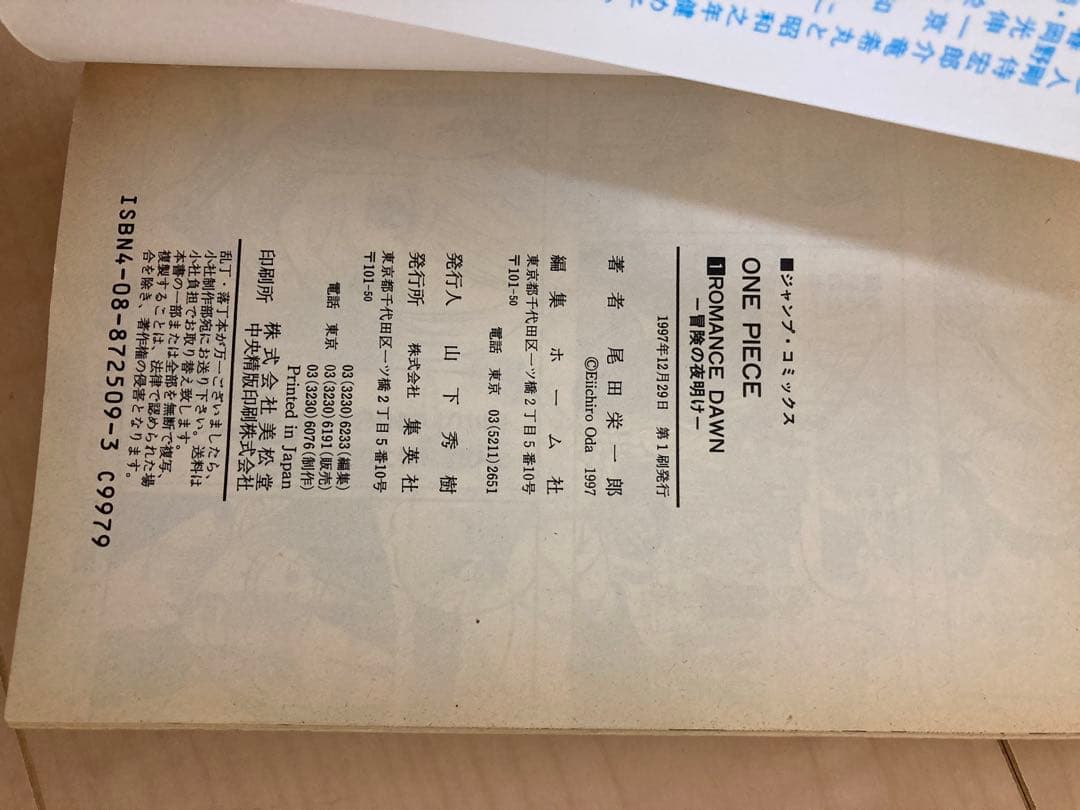 ■ジャンプ・コミックス
ONE PIECE
1 ROMANCE DAWN
―冒険の夜明け―
1997年12月29日 第1刷発行
著者 尾田栄一郎
©Eiichiro Oda 1997
編集 ホーム社
東京都千代田区一ツ橋2丁目5番10号
〒101-50
電話 東京 03(5211)2651
発行人 山下秀樹
発行所 株式会社 集英社
東京都千代田区一ツ橋2丁目5番10号
〒101-50
03(3230)6233(編集)
電話 東京 03(3230)6191(販売)
03(3230)6076(制作)
Printed in Japan
印刷所 株式会社美松堂
中央精版印刷株式会社
乱丁・落丁本が万一ございましたら、
小社制作部宛にお送り下さい。送料は
小社負担でお取り替え致します。
本書の一部または全部を無断で複写、
複製することは、法律で認められた場
合を除き、著作権の侵害となります。
ISBN4-08-872509-3 C9979